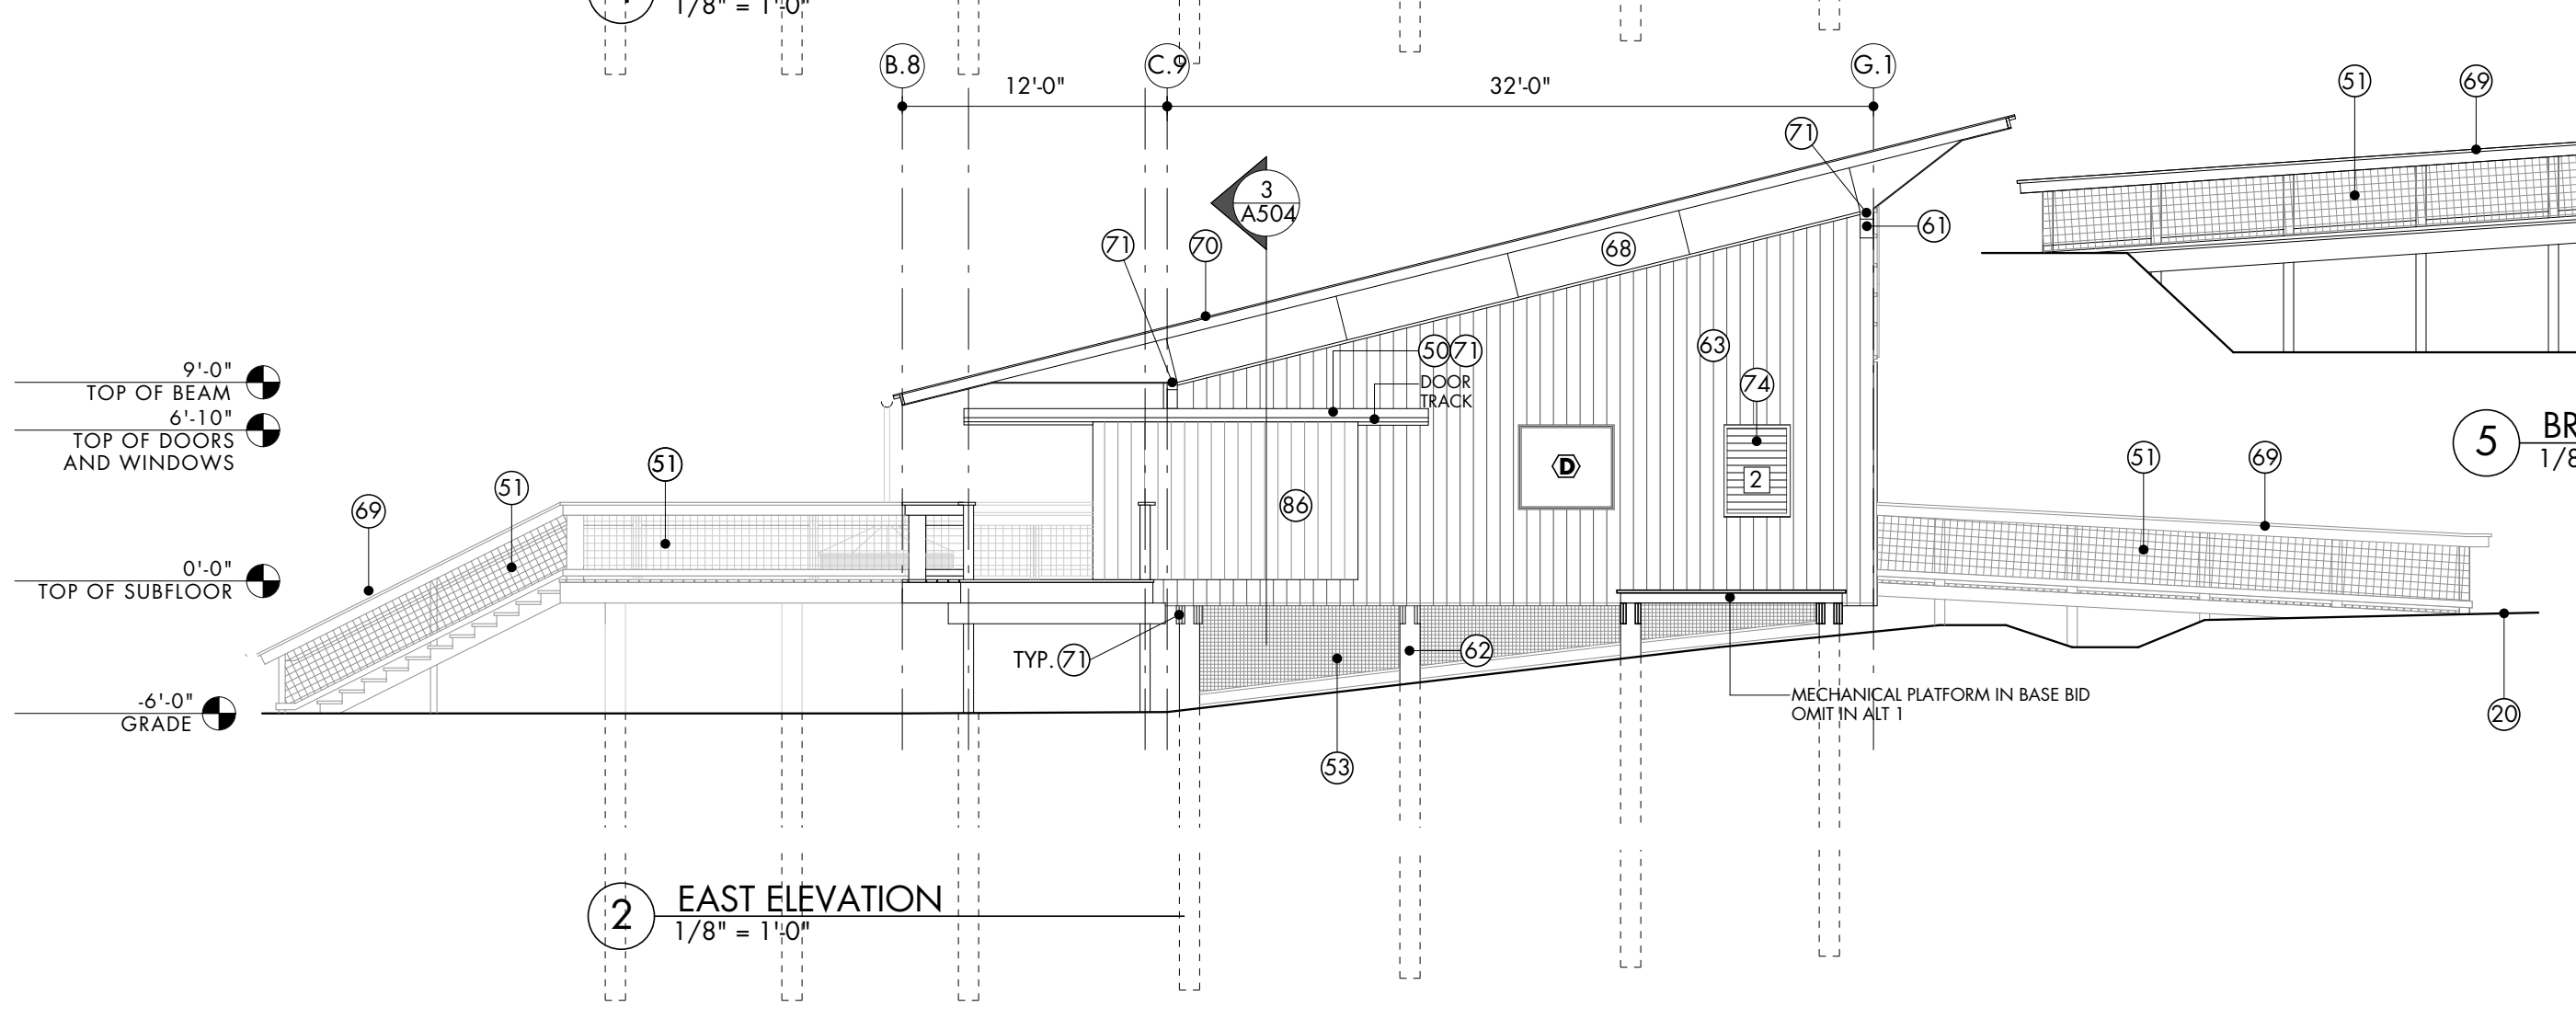 1/8" = 1'-0"
B.8
C.9
G.1
12'-0"
32'-0"
51
69
71
3
A504
71
70
61
68
50 71
DOOR
TRACK
63
74
9'-0"
TOP OF BEAM
6'-10"
TOP OF DOORS
AND WINDOWS
D
2
86
5
1/8
51
51
69
51
69
0'-0"
TOP OF SUBFLOOR
TYP. 71
62
-6'-0"
GRADE
MECHANICAL PLATFORM IN BASE BID
OMIT IN ALT 1
20
53
2
EAST ELEVATION
1/8" = 1'-0"